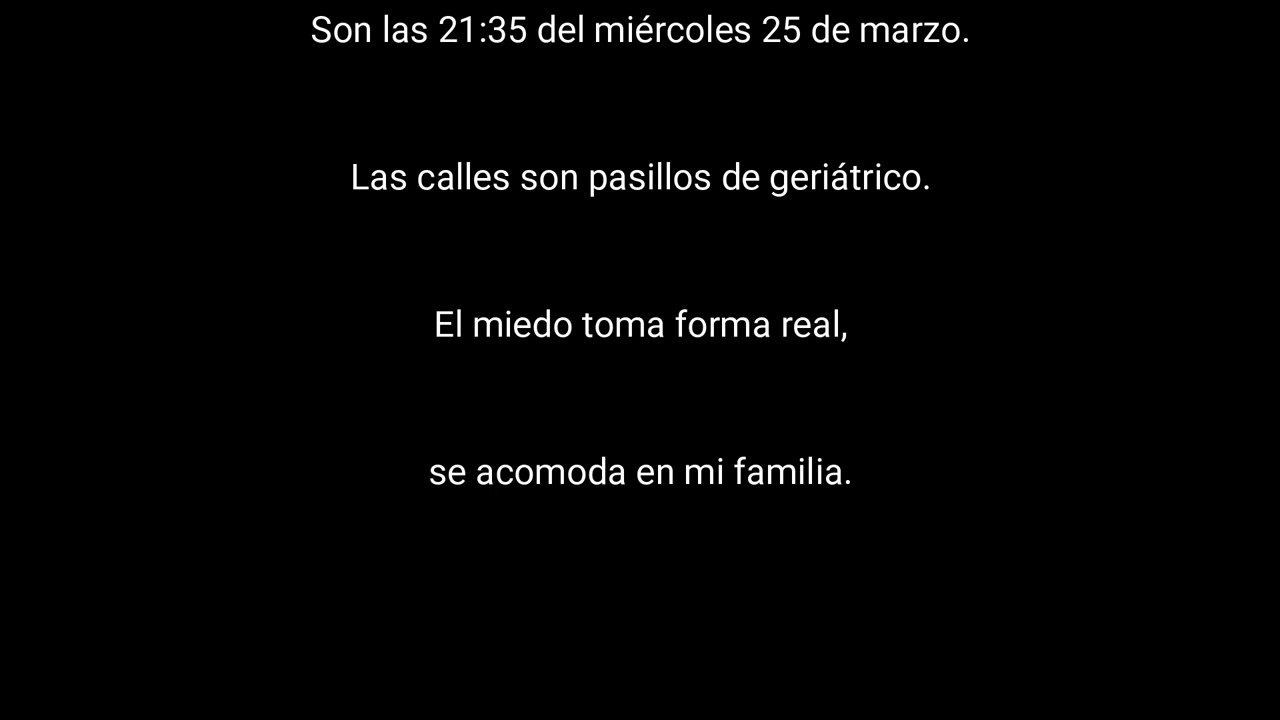 Son las 21:35 del miércoles 25 de marzo.
Las calles son pasillos de geriátrico.
El miedo toma forma real,
se acomoda en mi familia.